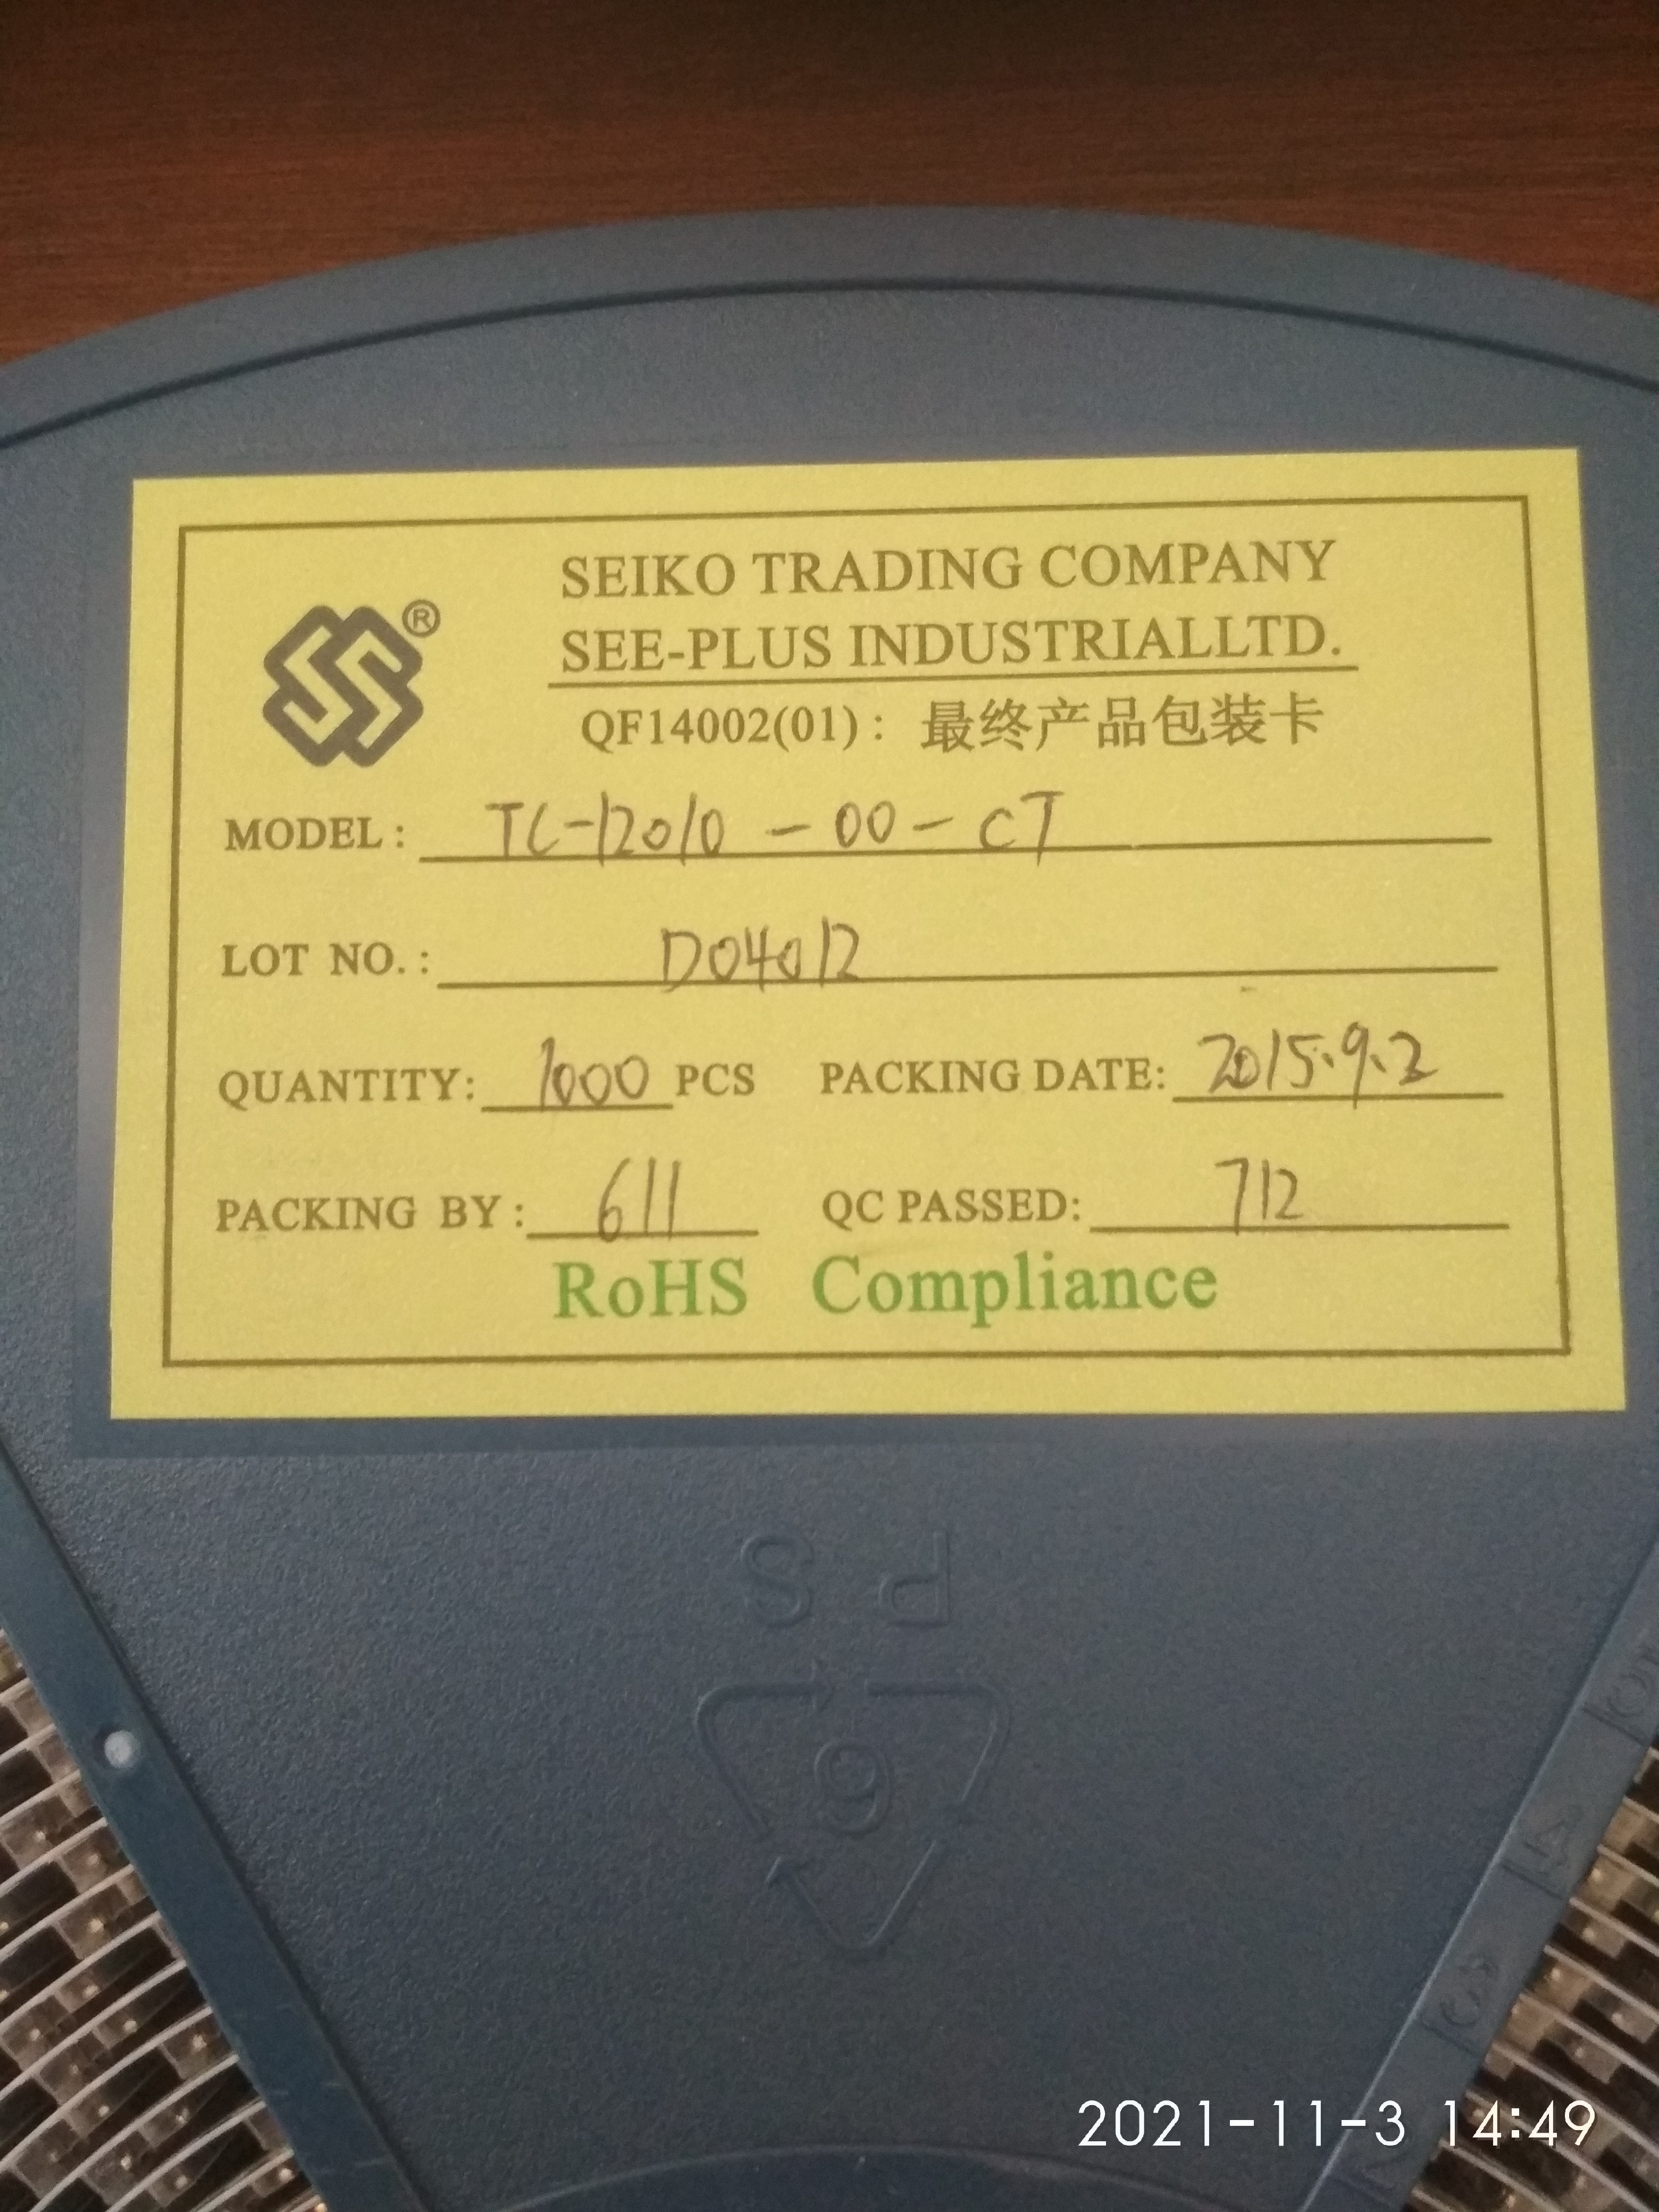 SEIKO TRADING COMPANY
SEE-PLUS INDUSTRIALLTD.
®
QF14002(01): 最终产品包装卡
MODEL: TC-12010-00-CT
LOT NO.: D04012
QUANTITY: 1000 PCS PACKING DATE: 2015.9.2
PACKING BY: 611 QC PASSED: 712
RoHS Compliance
PS
6
2021-11-3 14:49